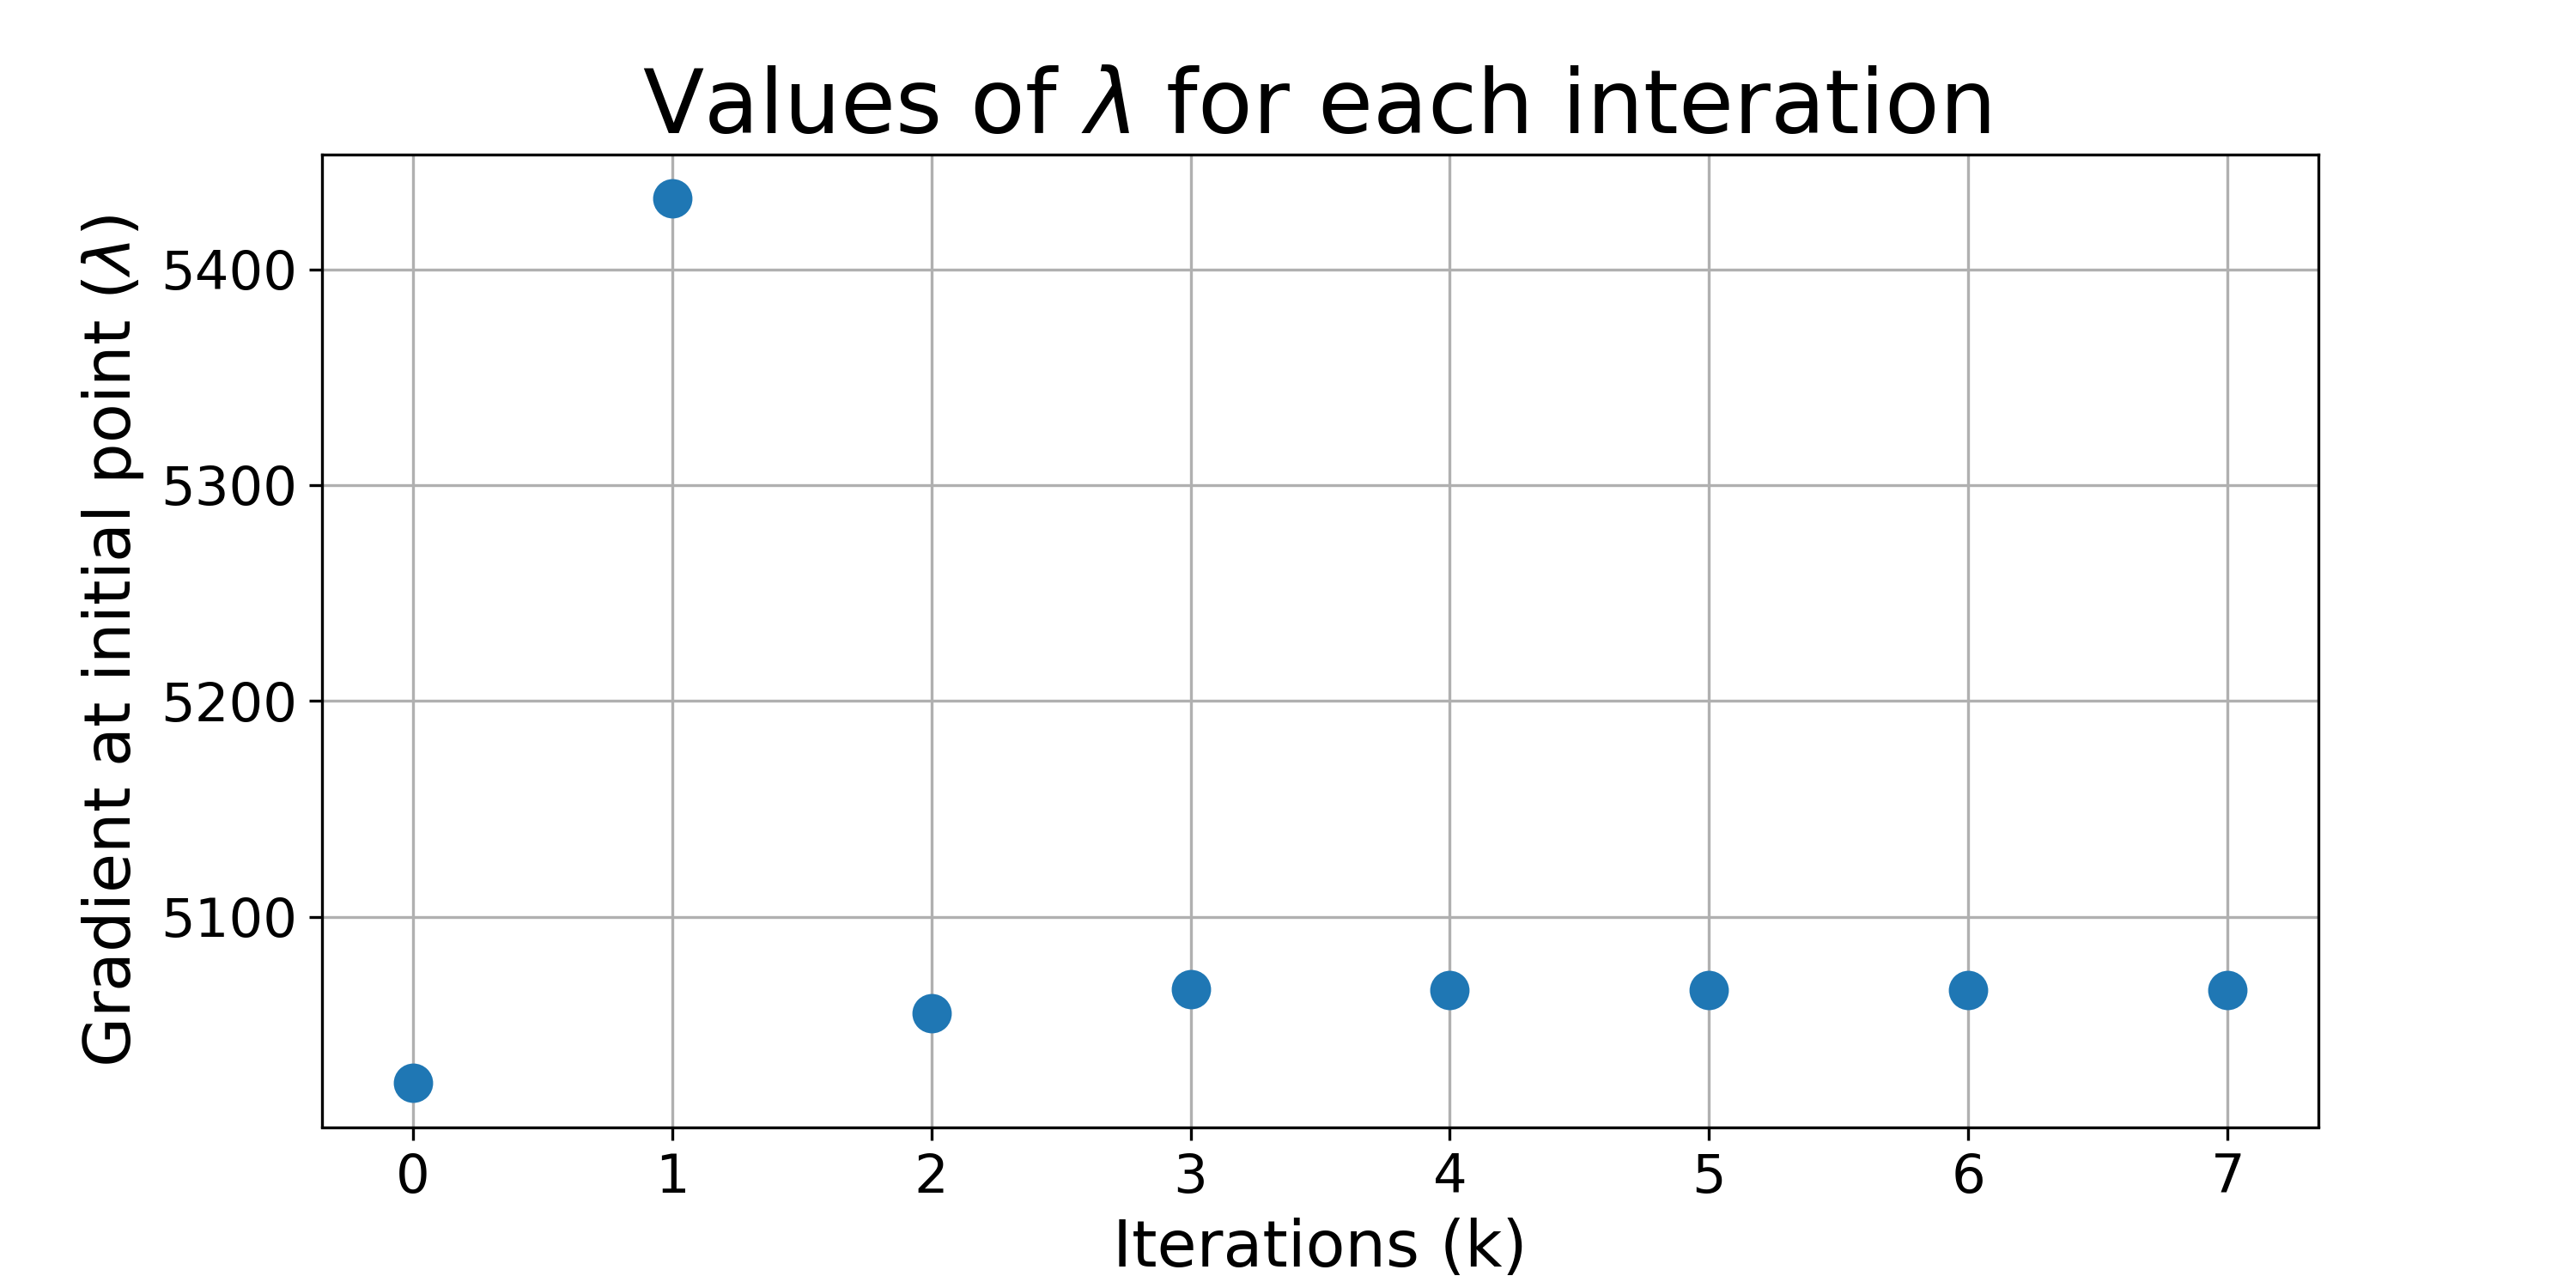 Values of λ for each interation
Gradient at initial point (λ)
5400
5300
5200
5100
0 1 2 3 4 5 6 7
Iterations (k)